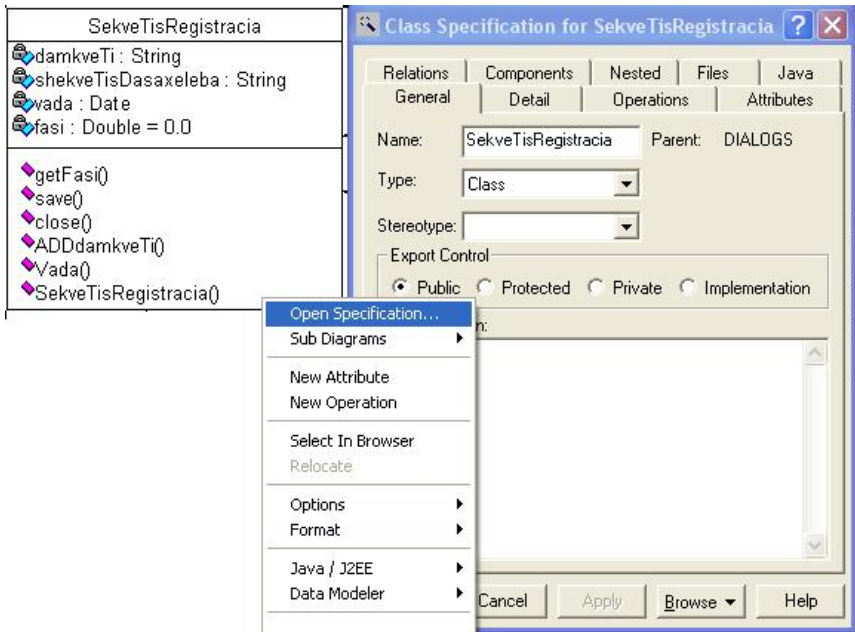 SekveTisRegistracia
damkveTi : String
shekveTisDasaxeleba : String
vada : Date
fasi : Double = 0.0
getFasi()
save()
close()
ADDdamkveTi()
Vada()
SekveTisRegistracia()
Open Specification...
Sub Diagrams
New Attribute
New Operation
Select In Browser
Relocate
Options
Format
Java / J2EE
Data Modeler
Class Specification for SekveTisRegistracia
Relations Components Nested Files Java
General Detail Operations Attributes
Name: SekveTisRegistracia Parent: DIALOGS
Type: Class
Stereotype:
Export Control
Public Protected Private Implementation
Cancel Apply Browse Help